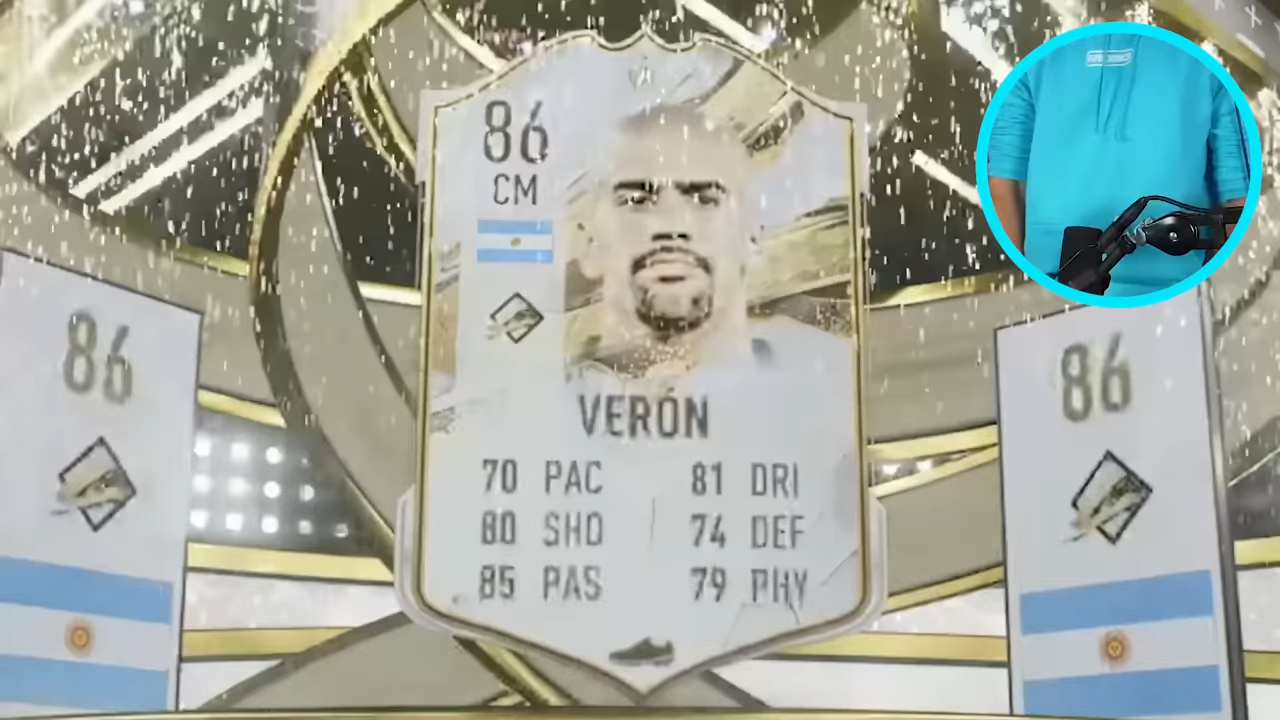 86
CM
VERÓN
70 PAC
81 DRI
80 SHO
74 DEF
85 PAS
79 PHY
86
86